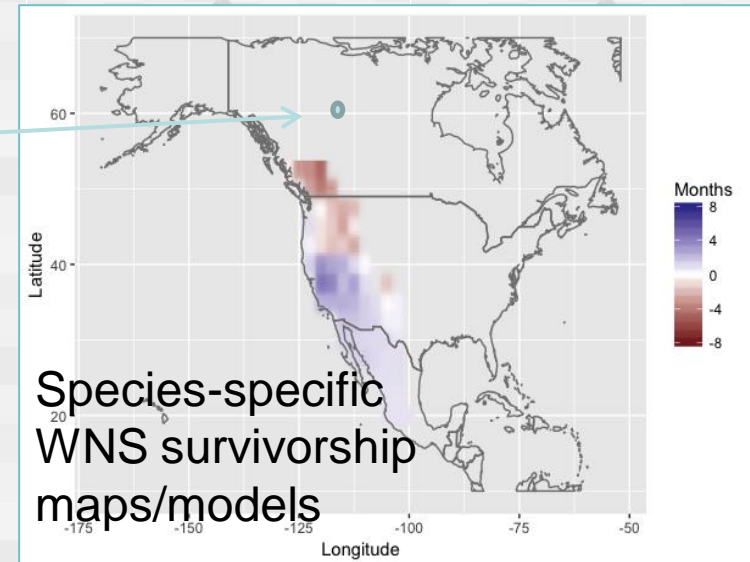 60
40
20
Latitude
-175
-150
-125
-100
-75
-50
Longitude
Months
8
4
0
-4
-8
Species-specific
WNS survivorship
maps/models